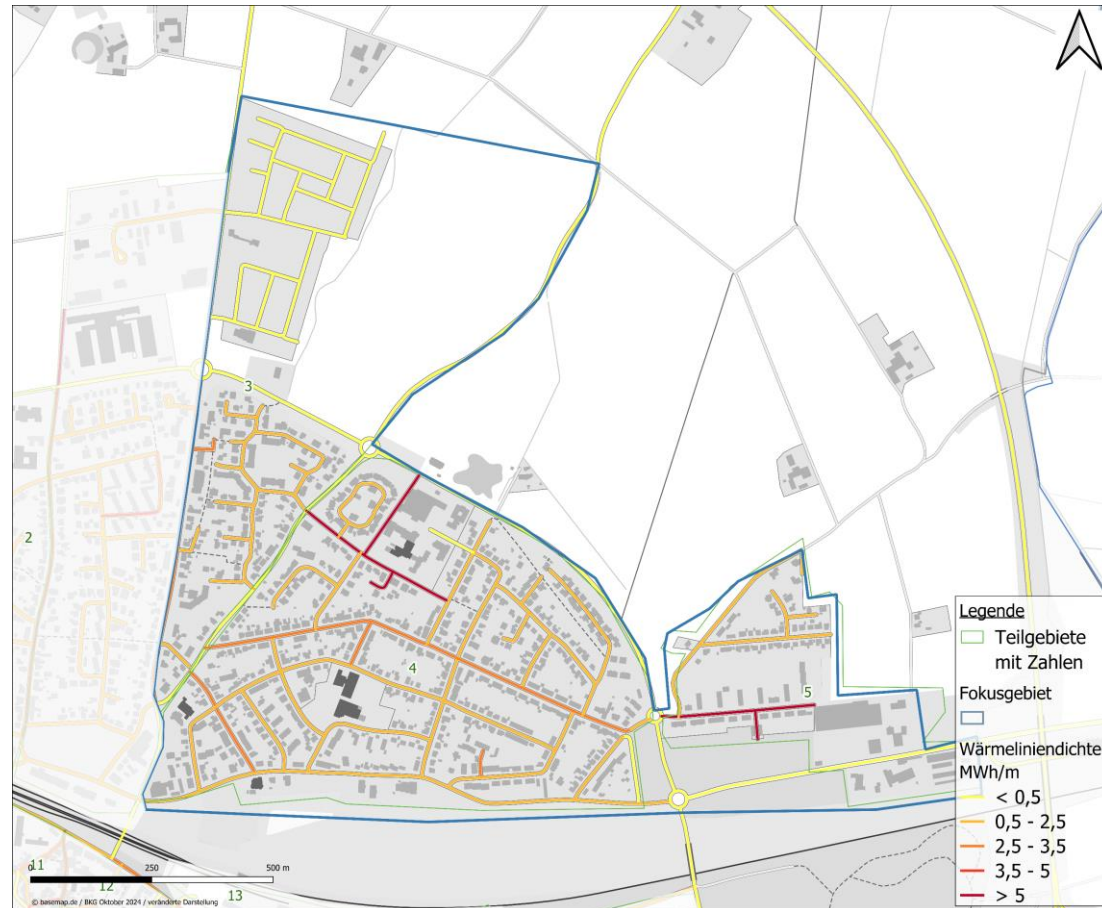 3
2
4
5
Legende
Teilgebiete
mit Zahlen
Fokusgebiet
Wärmeliniendichte
MWh/m
< 0,5
0,5 - 2,5
2,5 - 3,5
3,5 - 5
> 5
11
12
13
0 250 500 m
© basemap.de / BKG Oktober 2024 / veränderte Darstellung